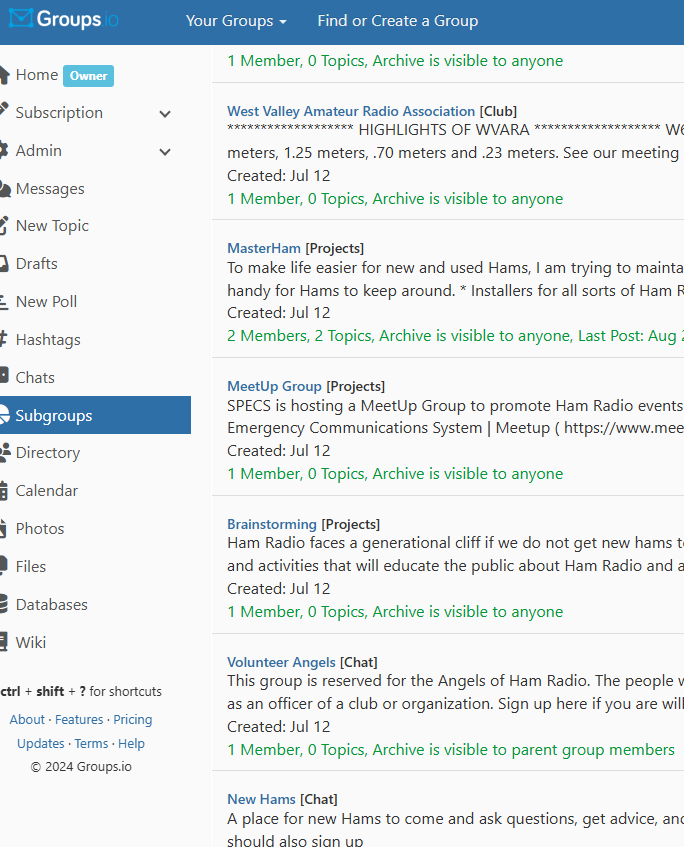 Groups.io
Your Groups
Find or Create a Group
Home Owner
Subscription
Admin
Messages
New Topic
Drafts
New Poll
Hashtags
Chats
Subgroups
Directory
Calendar
Photos
Files
Databases
Wiki
ctrl + shift + ? for shortcuts
About · Features · Pricing
Updates · Terms · Help
© 2024 Groups.io
1 Member, 0 Topics, Archive is visible to anyone
West Valley Amateur Radio Association [Club]
******************* HIGHLIGHTS OF WVARA ******************* W6
meters, 1.25 meters, .70 meters and .23 meters. See our meeting
Created: Jul 12
1 Member, 0 Topics, Archive is visible to anyone
MasterHam [Projects]
To make life easier for new and used Hams, I am trying to mainta
handy for Hams to keep around. * Installers for all sorts of Ham R
Created: Jul 12
2 Members, 2 Topics, Archive is visible to anyone, Last Post: Aug 2
MeetUp Group [Projects]
SPECS is hosting a MeetUp Group to promote Ham Radio events
Emergency Communications System | Meetup ( https://www.mee
Created: Jul 12
1 Member, 0 Topics, Archive is visible to anyone
Brainstorming [Projects]
Ham Radio faces a generational cliff if we do not get new hams t
and activities that will educate the public about Ham Radio and a
Created: Jul 12
1 Member, 0 Topics, Archive is visible to anyone
Volunteer Angels [Chat]
This group is reserved for the Angels of Ham Radio. The people w
as an officer of a club or organization. Sign up here if you are will
Created: Jul 12
1 Member, 0 Topics, Archive is visible to parent group members
New Hams [Chat]
A place for new Hams to come and ask questions, get advice, and
should also sign up